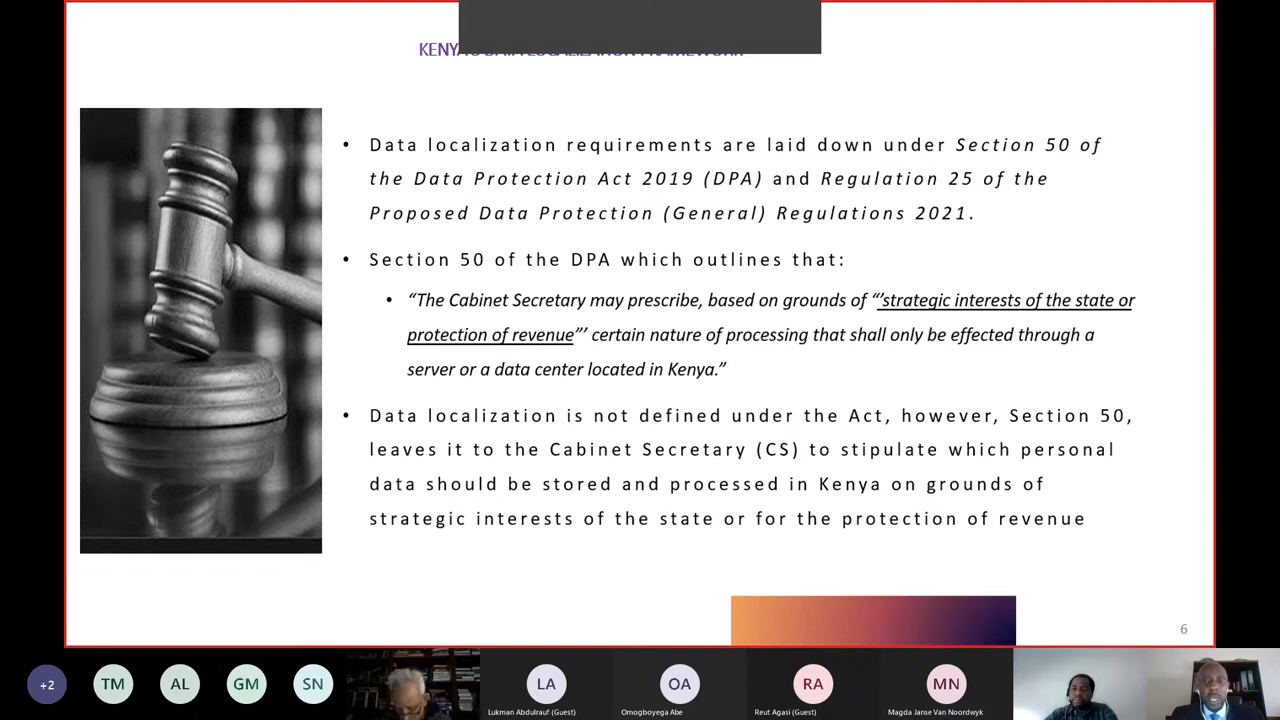 KENYA'S DATA LOCALIZATION FRAMEWORK
• Data localization requirements are laid down under Section 50 of
the Data Protection Act 2019 (DPA) and Regulation 25 of the
Proposed Data Protection (General) Regulations 2021.
• Section 50 of the DPA which outlines that:
• “The Cabinet Secretary may prescribe, based on grounds of “’strategic interests of the state or
protection of revenue”’ certain nature of processing that shall only be effected through a
server or a data center located in Kenya.”
• Data localization is not defined under the Act, however, Section 50,
leaves it to the Cabinet Secretary (CS) to stipulate which personal
data should be stored and processed in Kenya on grounds of
strategic interests of the state or for the protection of revenue
6
+2 TM AL GM SN LA OA RA MN
Lukman Abdulrauf (Guest) Omogboyega Abe Reut Agasi (Guest) Magda Janse Van Noordwyk